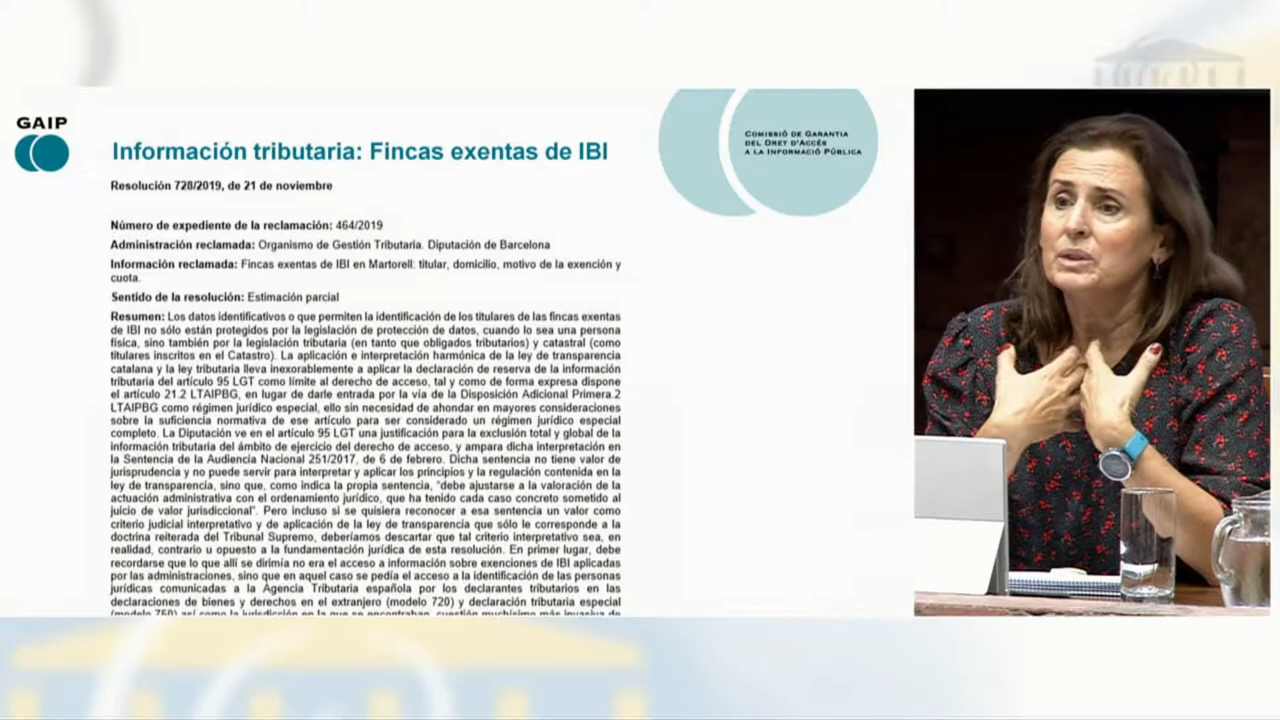 GAIP
COMISSIÓ DE GARANTIA
DEL DRET D'ACCÉS
A LA INFORMACIÓ PÚBLICA
Información tributaria: Fincas exentas de IBI
Resolución 728/2019, de 21 de noviembre
Número de expediente de la reclamación: 464/2019
Administración reclamada: Organismo de Gestión Tributaria. Diputación de Barcelona
Información reclamada: Fincas exentas de IBI en Martorell: titular, domicilio, motivo de la exención y
cuota.
Sentido de la resolución: Estimación parcial
Resumen: Los datos identificativos o que permiten la identificación de los titulares de las fincas exentas
de IBI no sólo están protegidos por la legislación de protección de datos, cuando lo sea una persona
física, sino también por la legislación tributaria (en tanto que obligados tributarios) y catastral (como
titulares inscritos en el Catastro). La aplicación e interpretación harmónica de la ley de transparencia
catalana y la ley tributaria lleva inexorablemente a aplicar la declaración de reserva de la información
tributaria del artículo 95 LGT como límite al derecho de acceso, tal y como de forma expresa dispone
el artículo 21.2 LTAIPBG, en lugar de darle entrada por la vía de la Disposición Adicional Primera.2
LTAIPBG como régimen jurídico especial, ello sin necesidad de ahondar en mayores consideraciones
sobre la suficiencia normativa de ese artículo para ser considerado un régimen jurídico especial
completo. La Diputación ve en el artículo 95 LGT una justificación para la exclusión total y global de la
información tributaria del ámbito de ejercicio del derecho de acceso, y ampara dicha interpretación en
la Sentencia de la Audiencia Nacional 251/2017, de 6 de febrero. Dicha sentencia no tiene valor de
jurisprudencia y no puede servir para interpretar y aplicar los principios y la regulación contenida en la
ley de transparencia, sino que, como indica la propia sentencia, “debe ajustarse a la valoración de la
actuación administrativa con el ordenamiento jurídico, que ha tenido cada caso concreto sometido al
juicio de valor jurisdiccional”. Pero incluso si se quisiera reconocer a esa sentencia un valor como
criterio judicial interpretativo y de aplicación de la ley de transparencia que sólo le corresponde a la
doctrina reiterada del Tribunal Supremo, deberíamos descartar que tal criterio interpretativo sea, en
realidad, contrario u opuesto a la fundamentación jurídica de esta resolución. En primer lugar, debe
recordarse que lo que allí se dirimía no era el acceso a información sobre exenciones de IBI aplicadas
por las administraciones, sino que en aquel caso se pedía el acceso a la identificación de las personas
jurídicas comunicadas a la Agencia Tributaria española por los declarantes tributarios en las
declaraciones de bienes y derechos en el extranjero (modelo 720) y declaración tributaria especial
(modelo 750) así como la jurisdicción en la que se encontraban, cuestión muchísimo más invasiva de